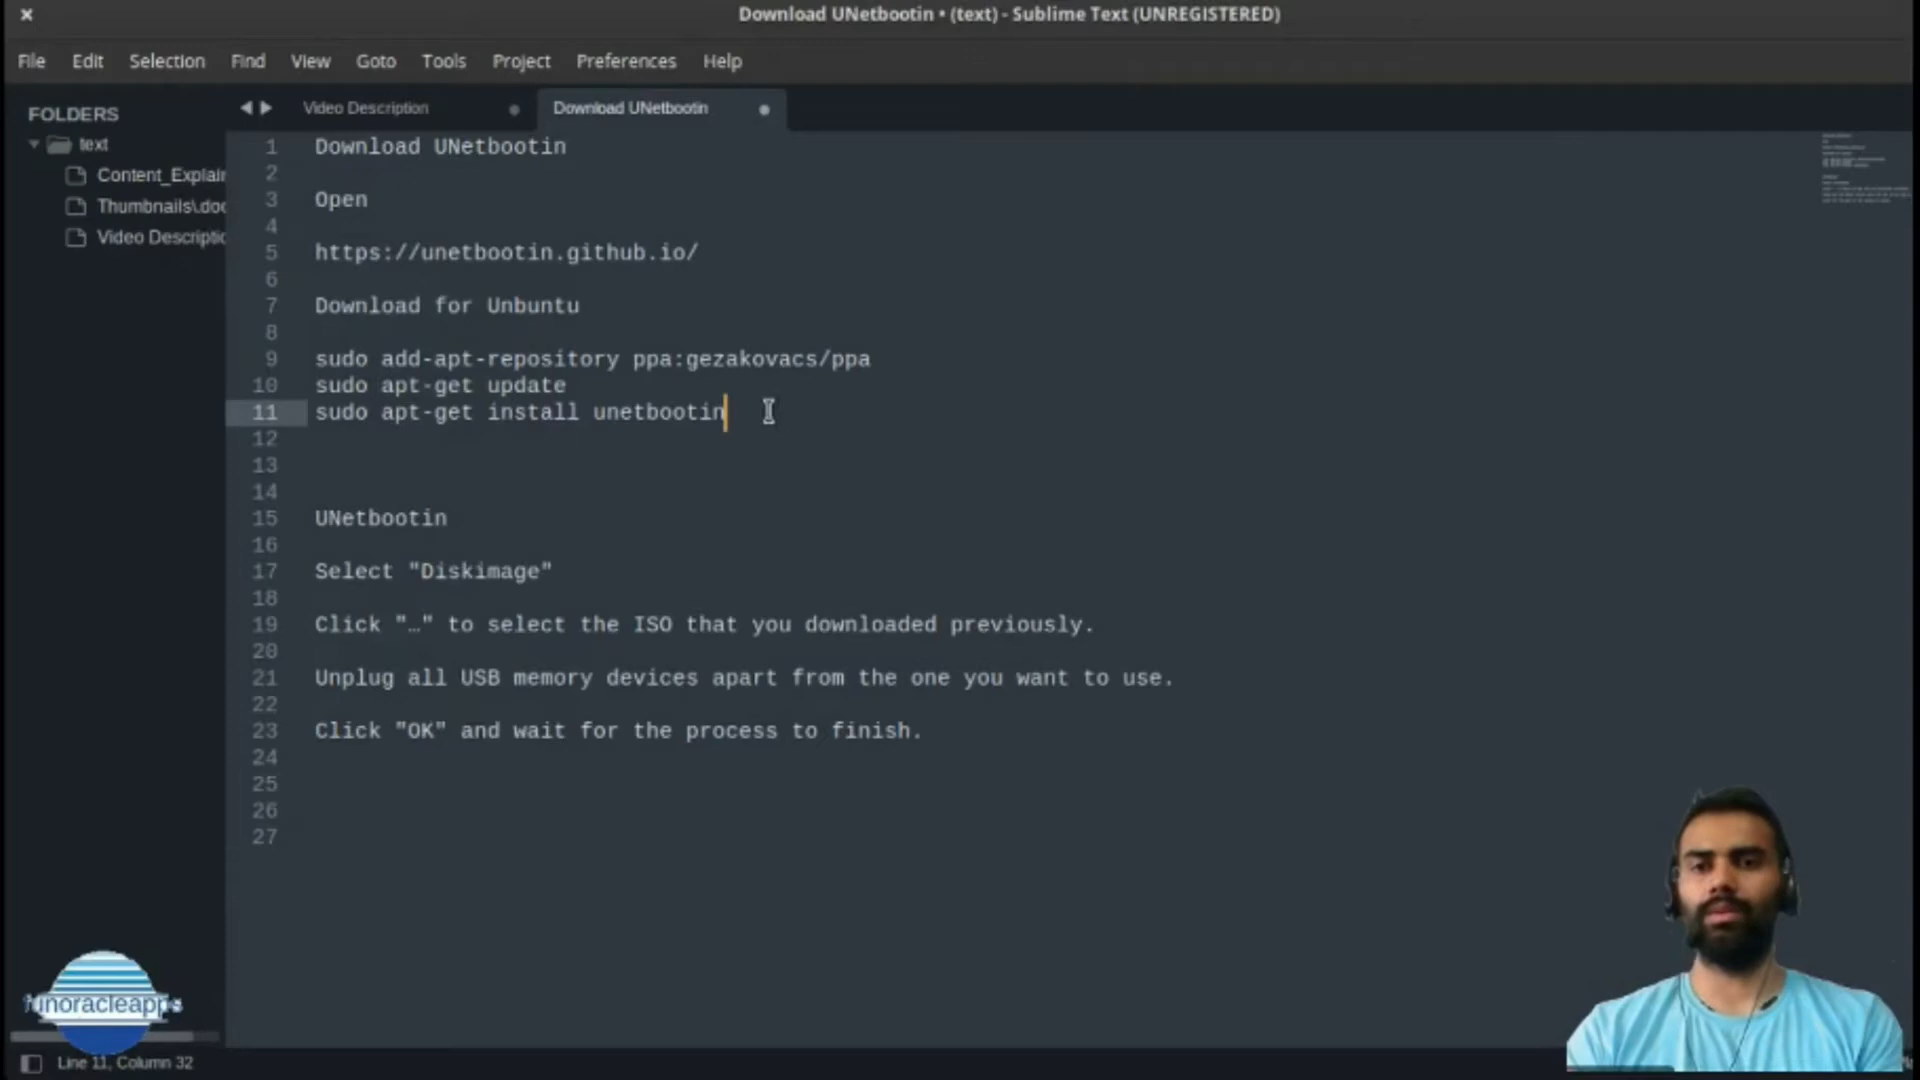 Download UNetbootin • (text) - Sublime Text (UNREGISTERED)
File Edit Selection Find View Goto Tools Project Preferences Help
FOLDERS
text
Content_Explain
Thumbnails\.doc
Video Descriptic
Video Description
Download UNetbootin
1 Download UNetbootin
2
3 Open
4
5 https://unetbootin.github.io/
6
7 Download for Unbuntu
8
9 sudo add-apt-repository ppa:gezakovacs/ppa
10 sudo apt-get update
11 sudo apt-get install unetbootin
12
13
14
15 UNetbootin
16
17 Select "Diskimage"
18
19 Click "…" to select the ISO that you downloaded previously.
20
21 Unplug all USB memory devices apart from the one you want to use.
22
23 Click "OK" and wait for the process to finish.
24
25
26
27
funoracleapps
Line 11, Column 32